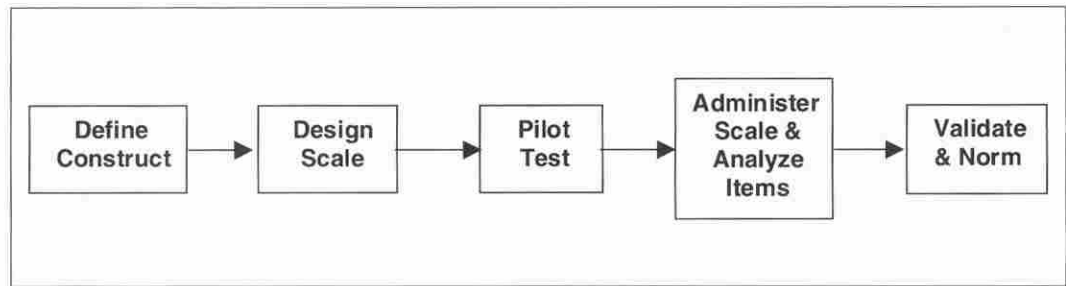 Define
Construct
Design
Scale
Pilot
Test
Administer
Scale &
Analyze
Items
Validate
& Norm